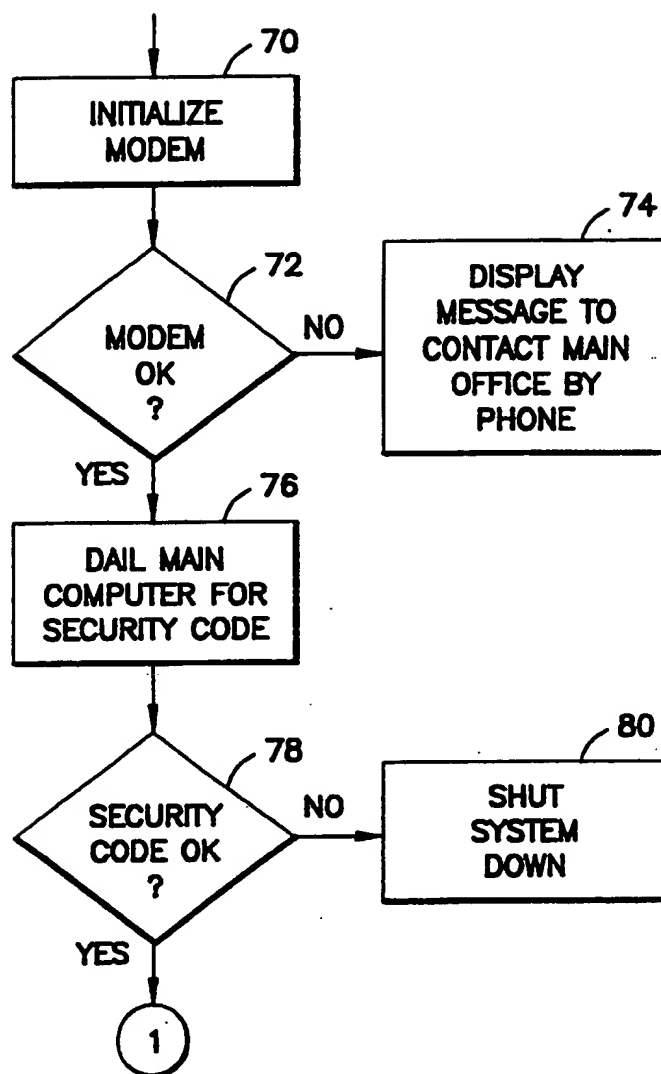 70
INITIALIZE
MODEM
72
MODEM
OK
?
NO
74
DISPLAY
MESSAGE TO
CONTACT MAIN
OFFICE BY
PHONE
YES
76
DAIL MAIN
COMPUTER FOR
SECURITY CODE
78
SECURITY
CODE OK
?
NO
80
SHUT
SYSTEM
DOWN
YES
1